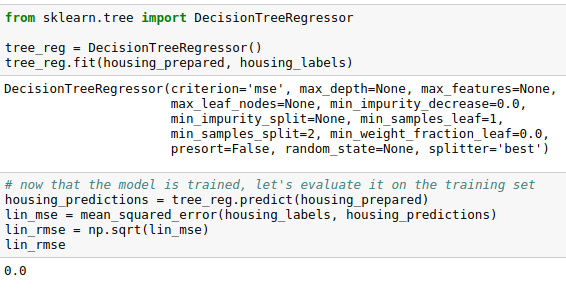 from sklearn.tree import DecisionTreeRegressor
tree_reg = DecisionTreeRegressor()
tree_reg.fit(housing_prepared, housing_labels)
DecisionTreeRegressor(criterion='mse', max_depth=None, max_features=None,
max_leaf_nodes=None, min_impurity_decrease=0.0,
min_impurity_split=None, min_samples_leaf=1,
min_samples_split=2, min_weight_fraction_leaf=0.0,
presort=False, random_state=None, splitter='best')
# now that the model is trained, let's evaluate it on the training set
housing_predictions = tree_reg.predict(housing_prepared)
lin_mse = mean_squared_error(housing_labels, housing_predictions)
lin_rmse = np.sqrt(lin_mse)
lin_rmse
0.0